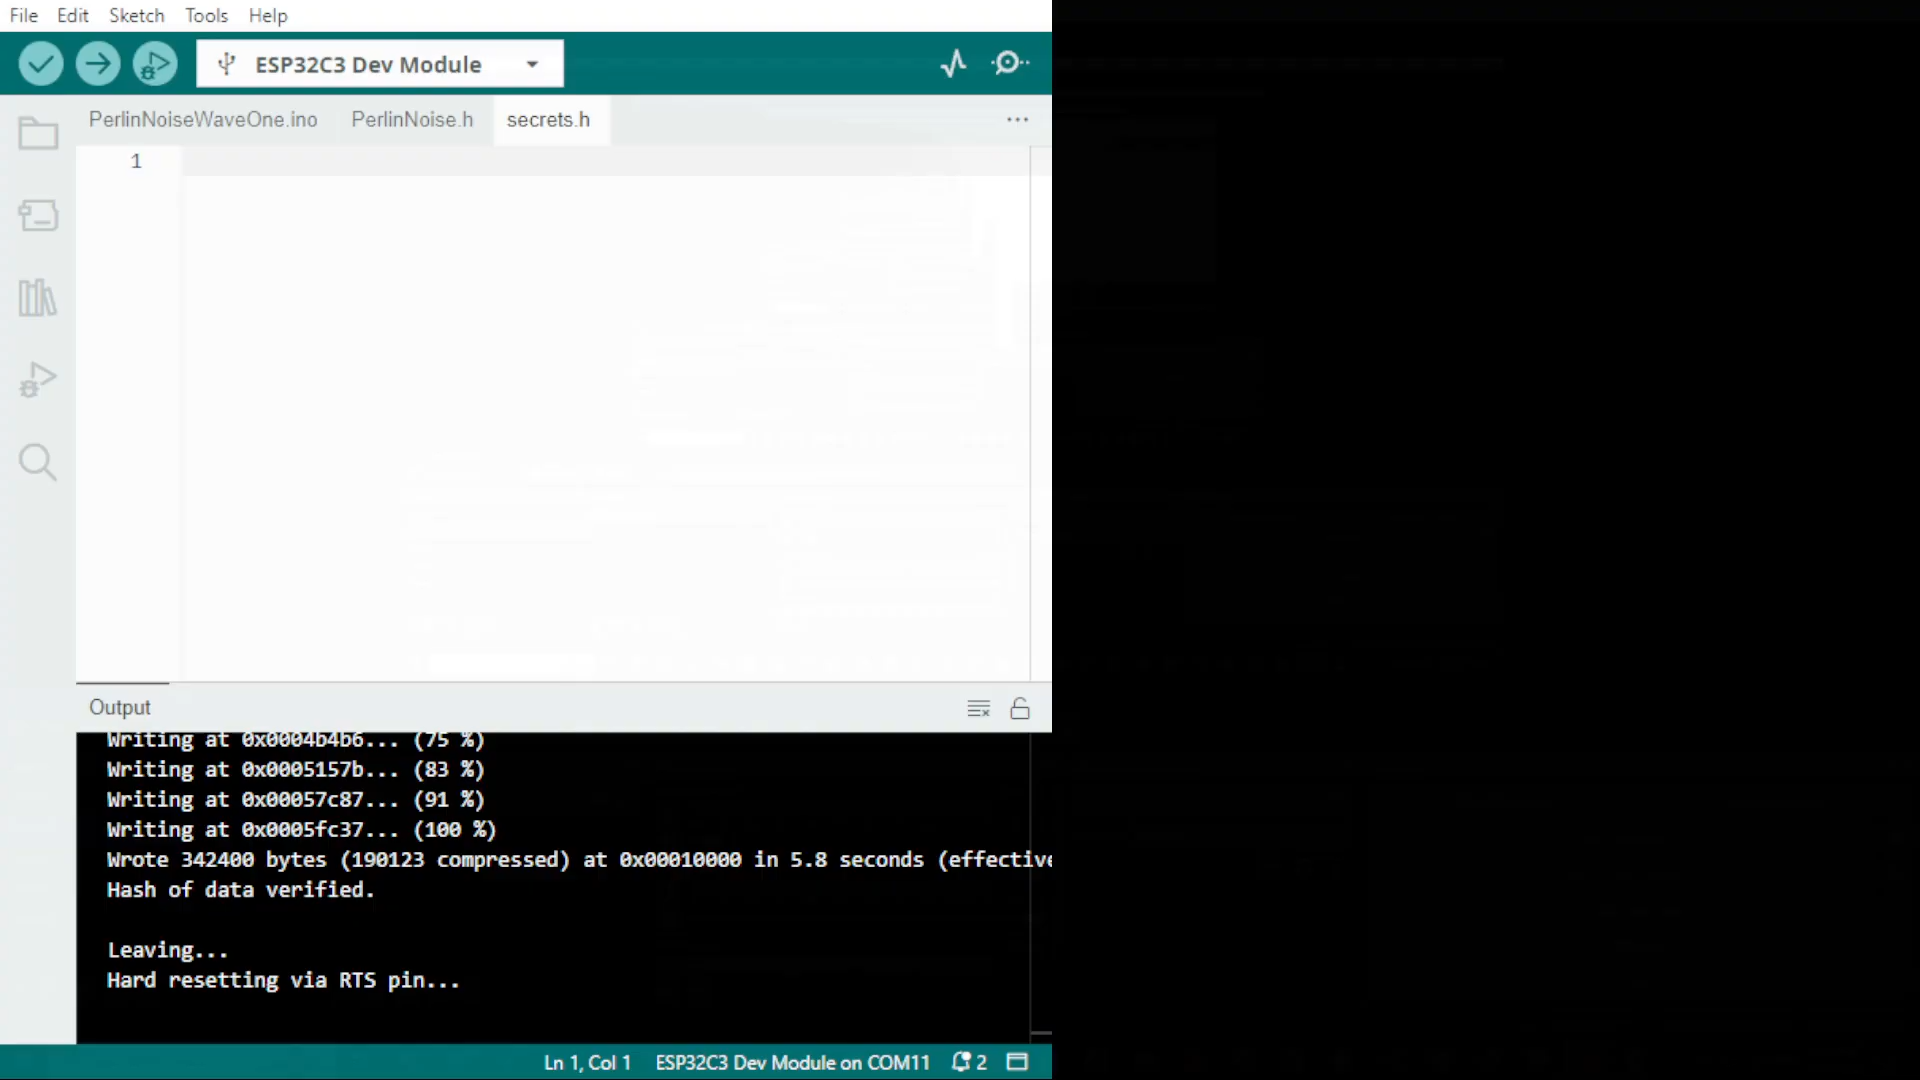 File Edit Sketch Tools Help
ESP32C3 Dev Module
PerlinNoiseWaveOne.ino PerlinNoise.h secrets.h ...
1
Output
Writing at 0x0004b4b6... (75 %)
Writing at 0x0005157b... (83 %)
Writing at 0x00057c87... (91 %)
Writing at 0x0005fc37... (100 %)
Wrote 342400 bytes (190123 compressed) at 0x00010000 in 5.8 seconds (effective
Hash of data verified.
Leaving...
Hard resetting via RTS pin...
Ln 1, Col 1 ESP32C3 Dev Module on COM11 2